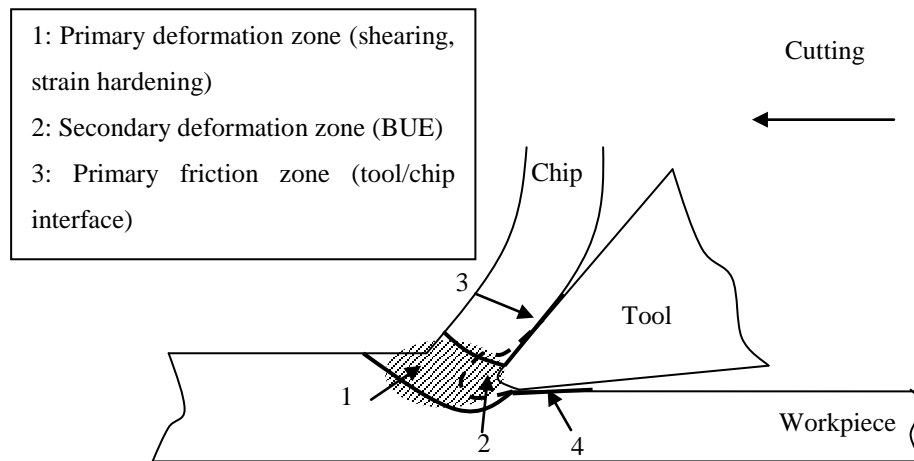 1: Primary deformation zone (shearing,
strain hardening)
2: Secondary deformation zone (BUE)
3: Primary friction zone (tool/chip
interface)
Cutting
Chip
3
Tool
1
2
4
Workpiece